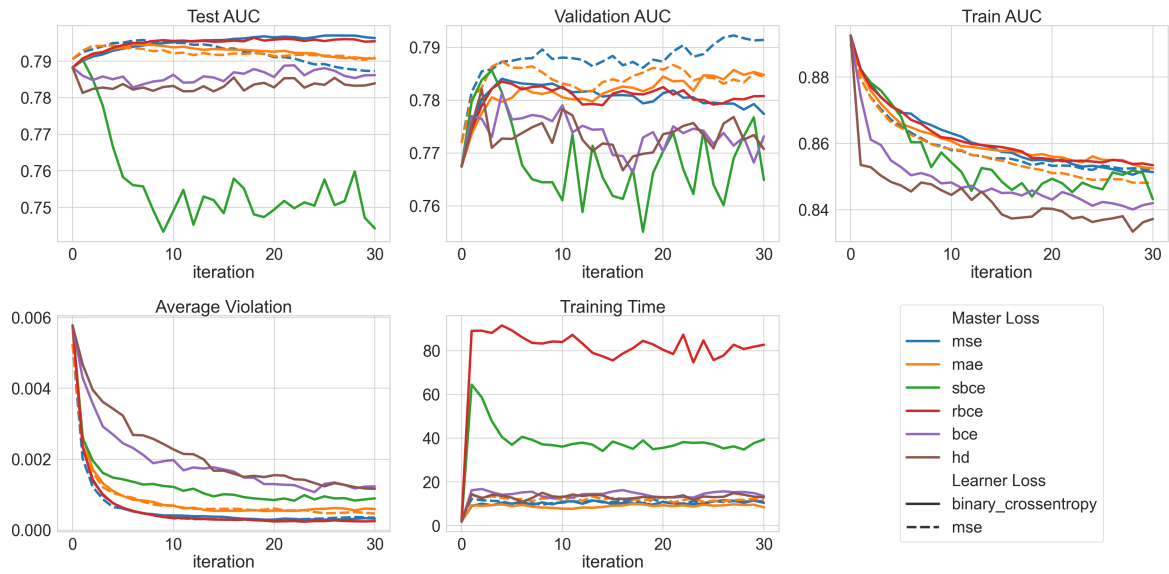 Test AUC
0.79
0.78
0.77
0.76
0.75
0
10
20
30
iteration
Validation AUC
0.79
0.78
0.77
0.76
0
10
20
30
iteration
Train AUC
0.88
0.86
0.84
0
10
20
30
iteration
Average Violation
0.006
0.004
0.002
0.000
0
10
20
30
iteration
Training Time
80
60
40
20
0
0
10
20
30
iteration
Master Loss
mse
mae
sbce
rbce
bce
hd
Learner Loss
binary_crossentropy
mse